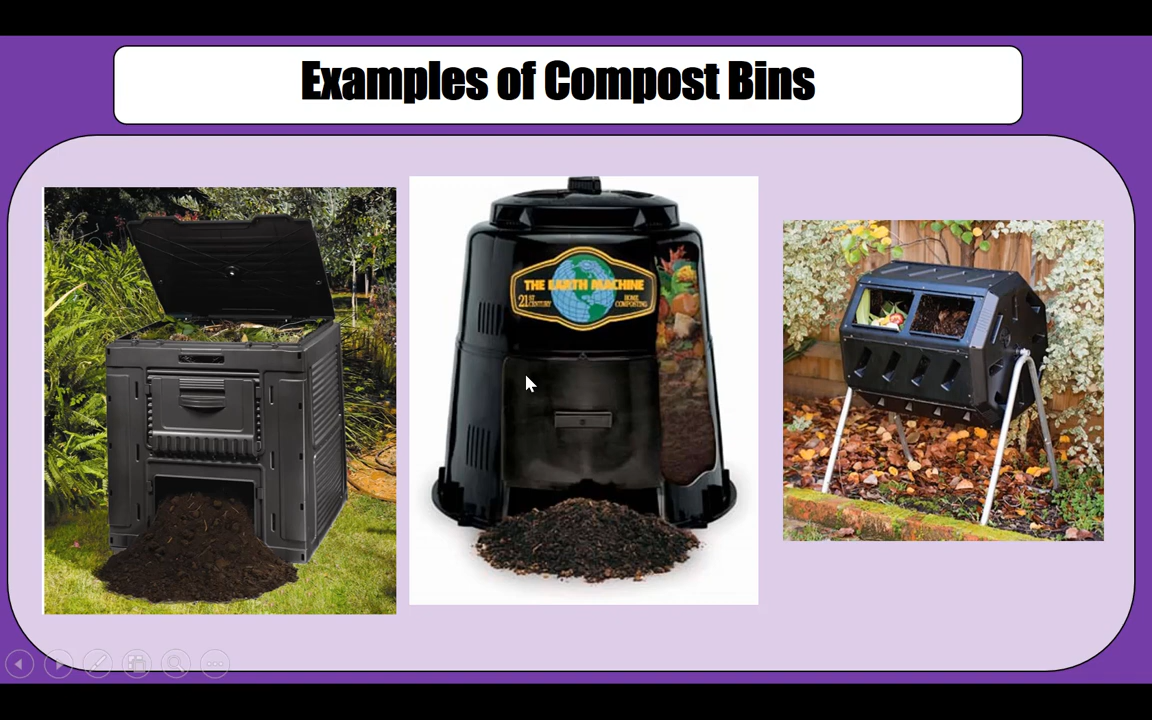 Examples of Compost Bins
THE EARTH MACHINE
21ST CENTURY
HOME COMPOSTING